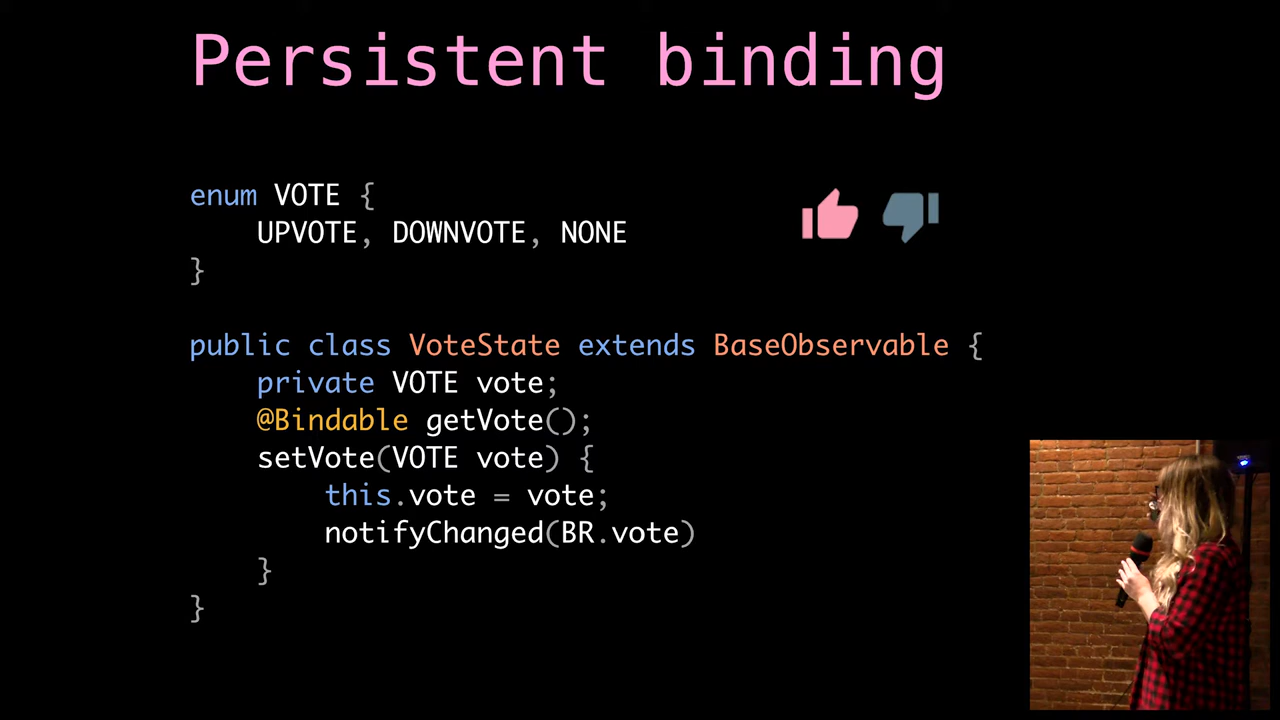 Persistent binding
enum VOTE {
UPVOTE, DOWNVOTE, NONE
}
public class VoteState extends BaseObservable {
private VOTE vote;
@Bindable getVote();
setVote(VOTE vote) {
this.vote = vote;
notifyChanged(BR.vote)
}
}